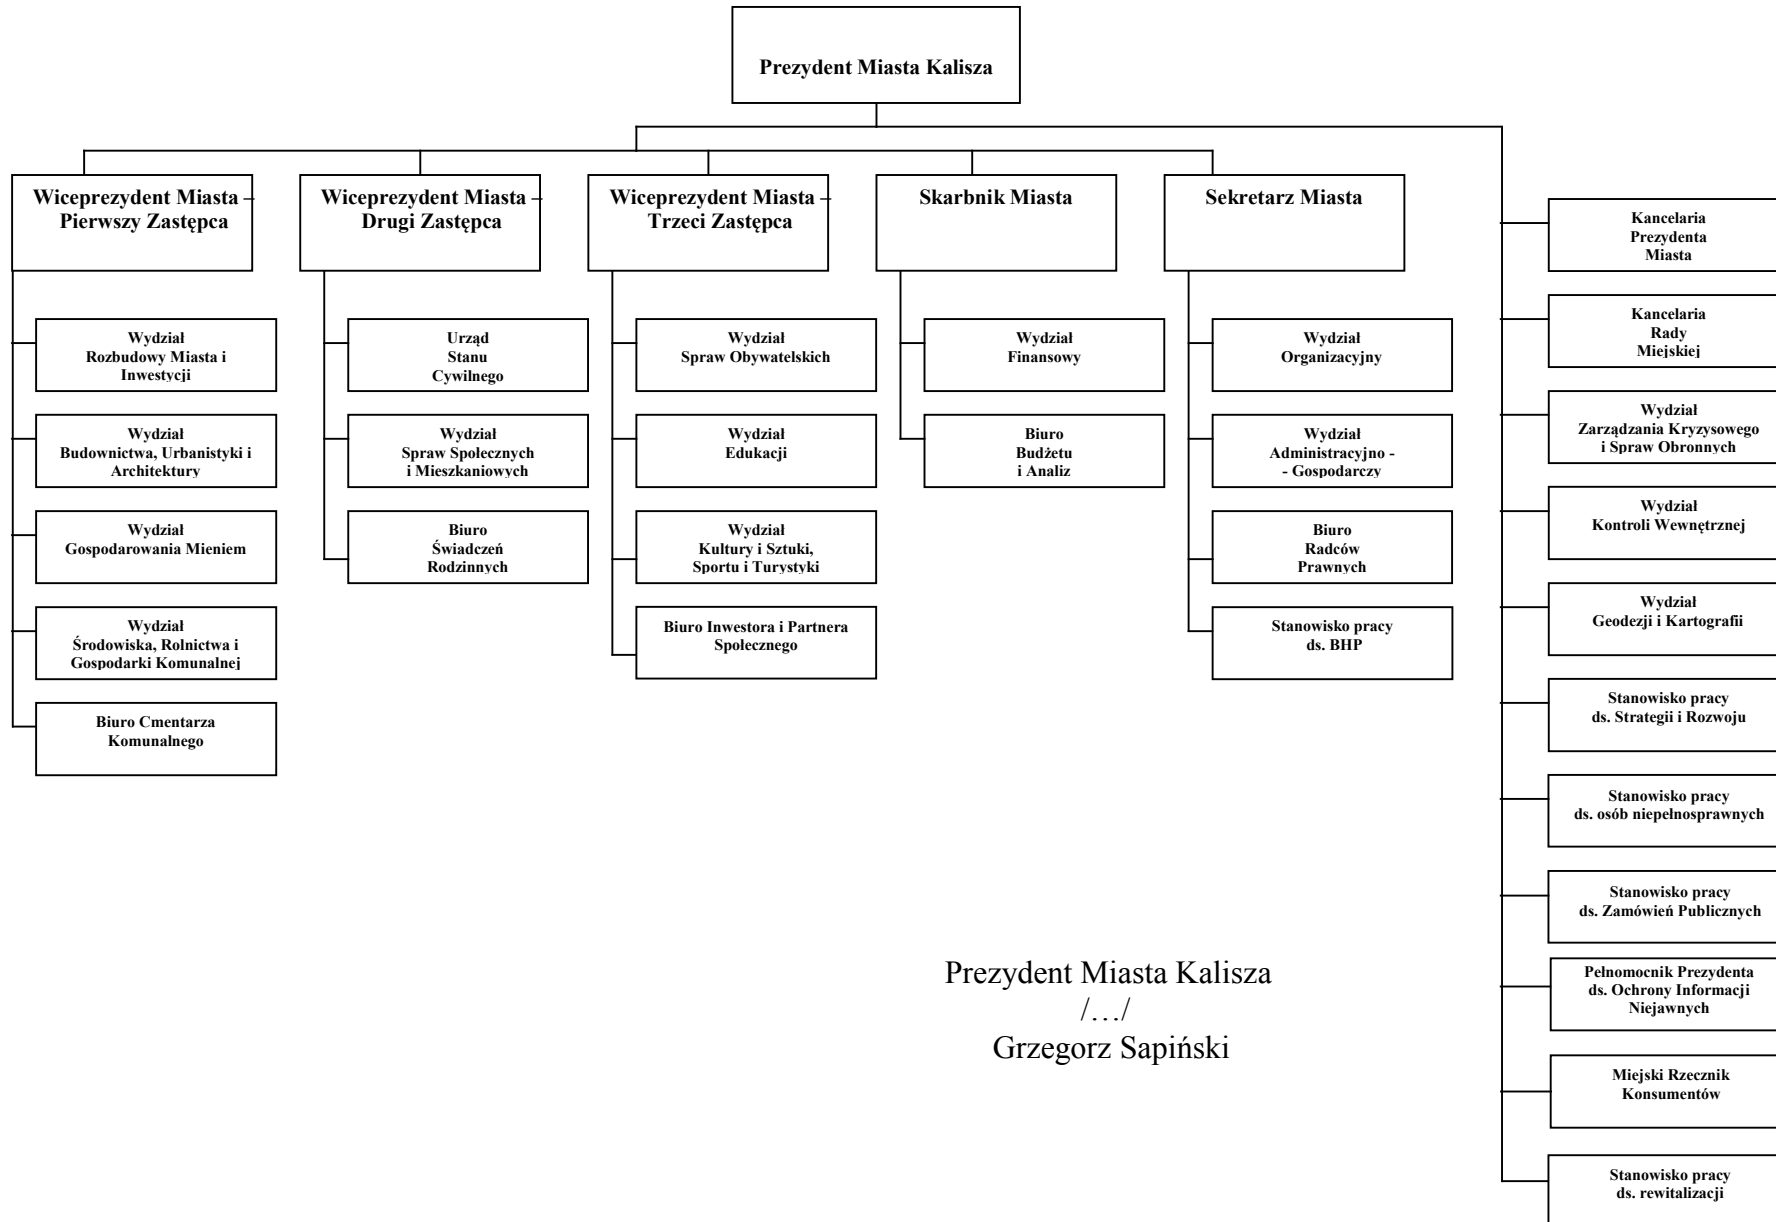 Prezydent Miasta Kalisza
Wiceprezydent Miasta –
Pierwszy Zastępca
Wiceprezydent Miasta –
Drugi Zastępca
Wiceprezydent Miasta –
Trzeci Zastępca
Skarbnik Miasta
Sekretarz Miasta
Wydział
Rozbudowy Miasta i
Inwestycji
Wydział
Budownictwa, Urbanistyki i
Architektury
Wydział
Gospodarowania Mieniem
Wydział
Środowiska, Rolnictwa i
Gospodarki Komunalnej
Biuro Cmentarza
Komunalnego
Urząd
Stanu
Cywilnego
Wydział
Spraw Społecznych
i Mieszkaniowych
Biuro
Świadczeń
Rodzinnych
Wydział
Spraw Obywatelskich
Wydział
Edukacji
Wydział
Kultury i Sztuki,
Sportu i Turystyki
Biuro Inwestora i Partnera
Społecznego
Wydział
Finansowy
Biuro
Budżetu
i Analiz
Wydział
Organizacyjny
Wydział
Administracyjno -
- Gospodarczy
Biuro
Radców
Prawnych
Stanowisko pracy
ds. BHP
Kancelaria
Prezydenta
Miasta
Kancelaria
Rady
Miejskiej
Wydział
Zarządzania Kryzysowego
i Spraw Obronnych
Wydział
Kontroli Wewnętrznej
Wydział
Geodezji i Kartografii
Stanowisko pracy
ds. Strategii i Rozwoju
Stanowisko pracy
ds. osób niepełnosprawnych
Stanowisko pracy
ds. Zamówień Publicznych
Pełnomocnik Prezydenta
ds. Ochrony Informacji
Niejawnych
Miejski Rzecznik
Konsumentów
Stanowisko pracy
ds. rewitalizacji
Prezydent Miasta Kalisza
/…/
Grzegorz Sapiński